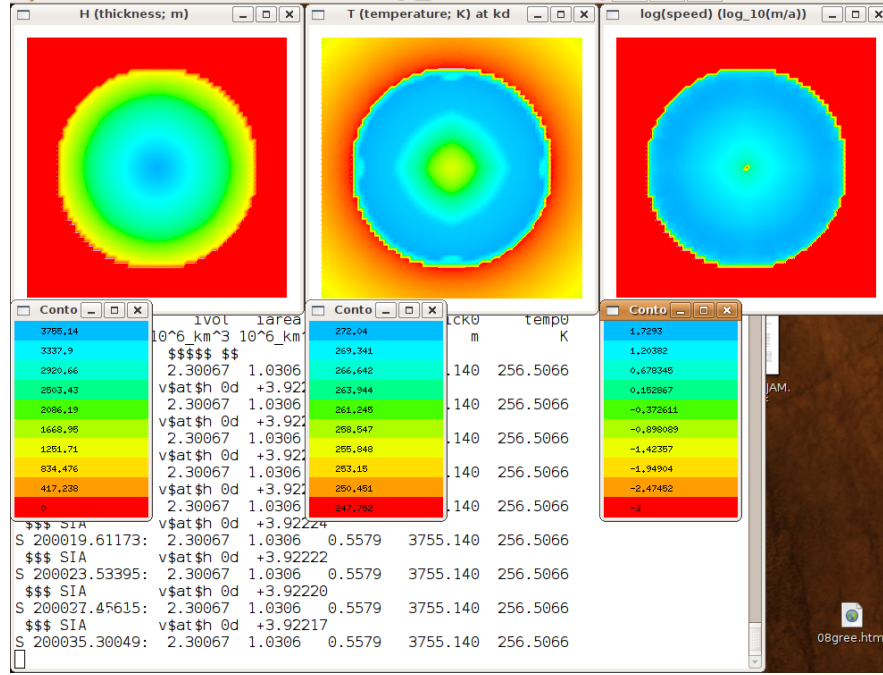 H (thickness; m)
T (temperature; K) at kd
log(speed) (log_10(m/a))
Conto
3755.14
3337.9
2920.66
2503.43
2086.19
1668.95
1251.71
834.476
417.238
0
Conto
272.04
269.341
266.642
263.944
261.245
258.547
255.848
253.15
250.451
247.752
Conto
1.7293
1.20382
0.678345
0.152867
-0.372611
-0.898089
-1.42357
-1.94904
-2.47452
-3
ivol iarea ick0 temp0
10^6_km^3 10^6_km^ m K
$$$$$ $$
2.30067 1.0306 .140 256.5066
v$at$h 0d +3.922
2.30067 1.0306 .140 256.5066
v$at$h 0d +3.922
2.30067 1.0306 .140 256.5066
v$at$h 0d +3.922
2.30067 1.0306 .140 256.5066
v$at$h 0d +3.922
2.30067 1.0306 .140 256.5066
$$$ SIA v$at$h 0d +3.92224
S 200019.61173: 2.30067 1.0306 0.5579 3755.140 256.5066
$$$ SIA v$at$h 0d +3.92222
S 200023.53395: 2.30067 1.0306 0.5579 3755.140 256.5066
$$$ SIA v$at$h 0d +3.92220
S 200027.45615: 2.30067 1.0306 0.5579 3755.140 256.5066
$$$ SIA v$at$h 0d +3.92217
S 200035.30049: 2.30067 1.0306 0.5579 3755.140 256.5066
JAM.
08gree.htm